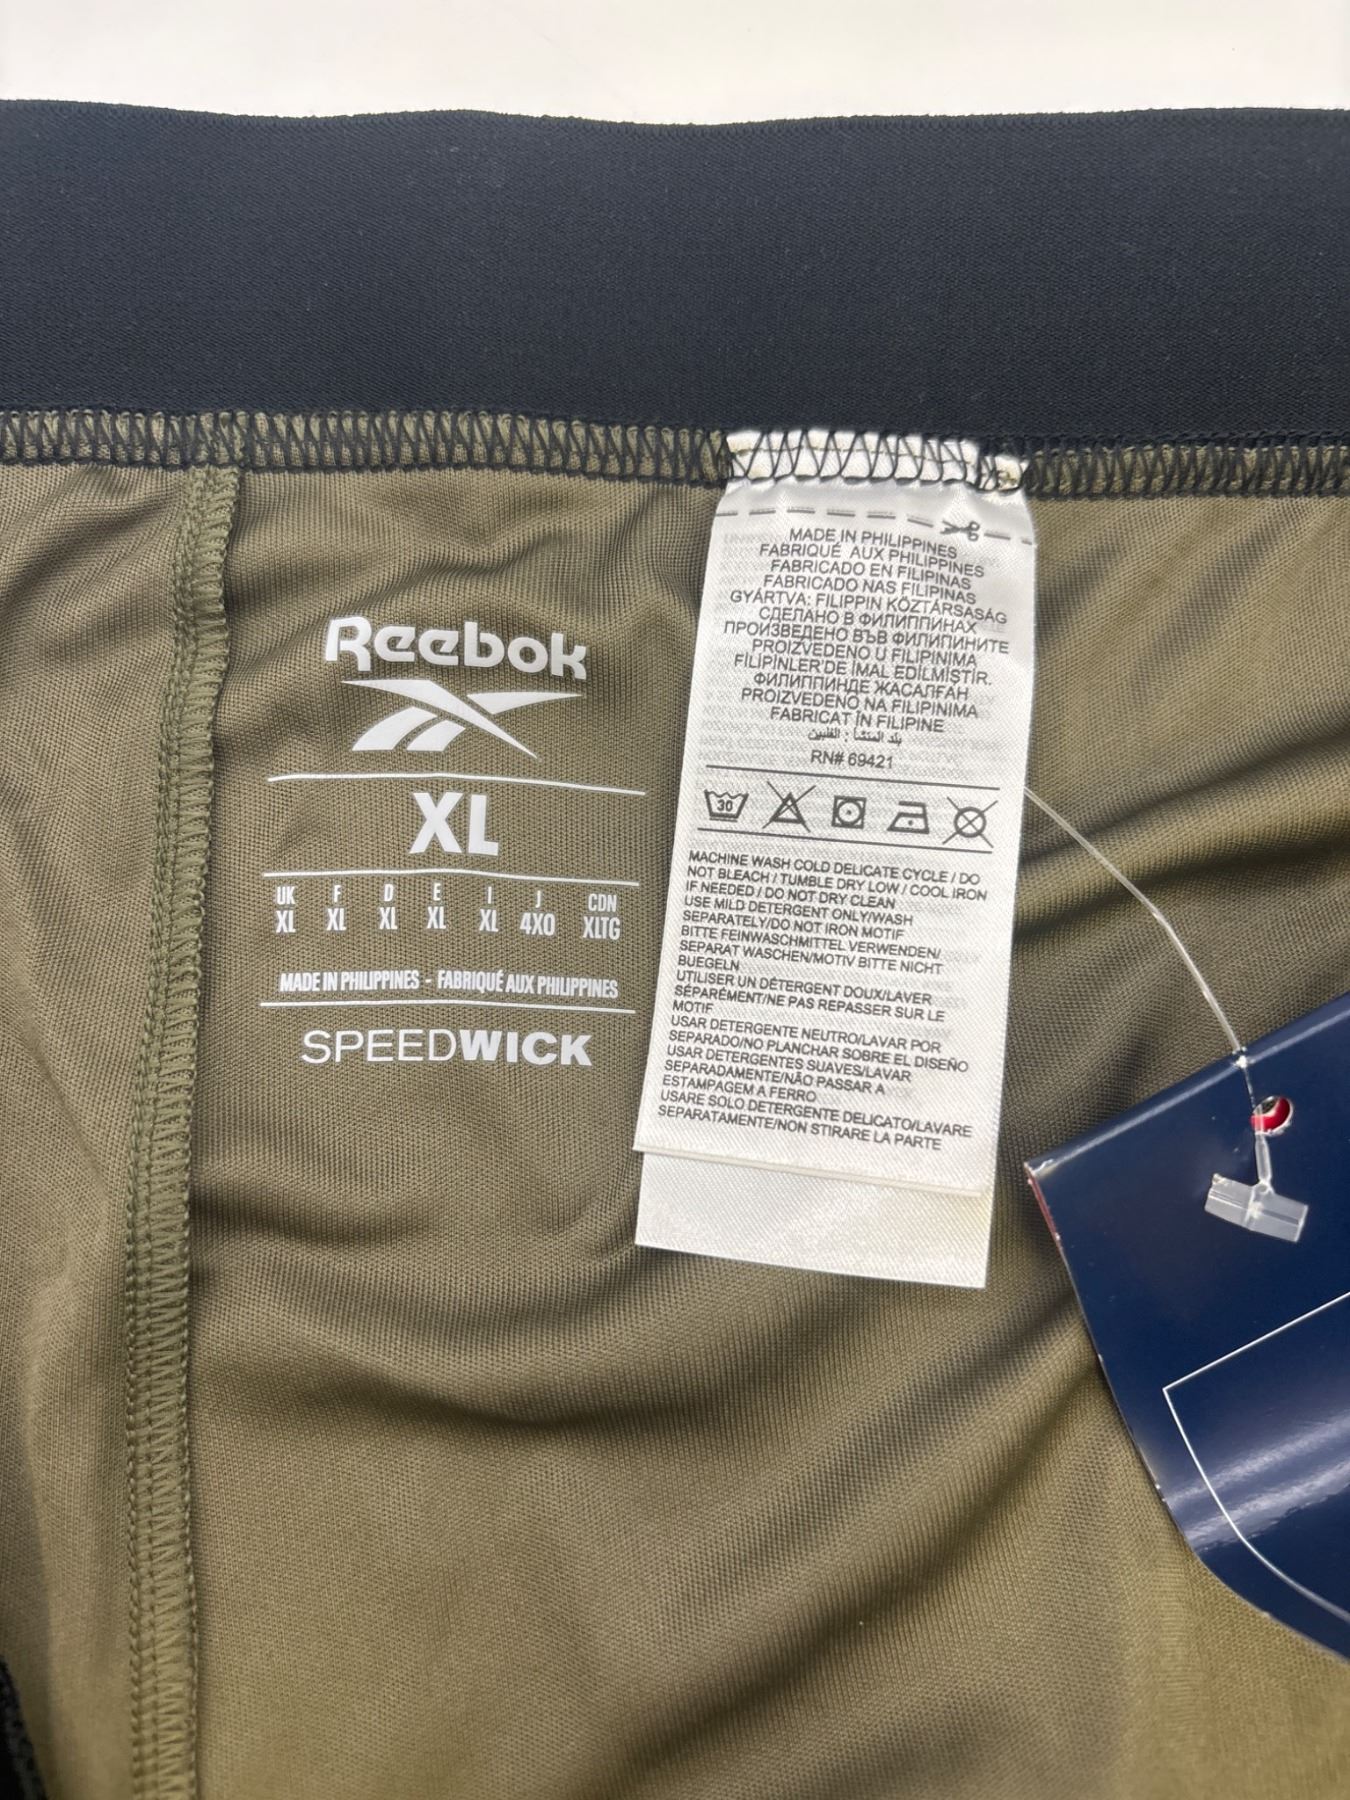 Reebok
XL
UK F D E I J CDN
XL XL XL XL XL 4XO XLTG
MADE IN PHILIPPINES - FABRIQUÉ AUX PHILIPPINES
SPEEDWICK
MADE IN PHILIPPINES
FABRIQUÉ AUX PHILIPPINES
FABRICADO EN FILIPINAS
FABRICADO NAS FILIPINAS
GYÁRTVA: FILIPPIN KÖZTÁRSASÁG
СДЕЛАНО В ФИЛИППИНАХ
ПРОИЗВЕДЕНО ВЪВ ФИЛИПИНИТЕ
PROIZVEDENO U FILIPINIMA
FİLİPİNLER'DE İMAL EDİLMİŞTİR.
ФИЛИППИНДЕ ЖАСАЛҒАН
PROIZVEDENO NA FILIPINIMA
FABRICAT ÎN FILIPINE
بلد المنشأ : الفلبين
RN# 69421
30
MACHINE WASH COLD DELICATE CYCLE / DO
NOT BLEACH / TUMBLE DRY LOW / COOL IRON
IF NEEDED / DO NOT DRY CLEAN
USE MILD DETERGENT ONLY/WASH
SEPARATELY/DO NOT IRON MOTIF
BITTE FEINWASCHMITTEL VERWENDEN/
SEPARAT WASCHEN/MOTIV BITTE NICHT
BUEGELN
UTILISER UN DÉTERGENT DOUX/LAVER
SÉPARÉMENT/NE PAS REPASSER SUR LE
MOTIF
USAR DETERGENTE NEUTRO/LAVAR POR
SEPARADO/NO PLANCHAR SOBRE EL DISEÑO
USAR DETERGENTES SUAVES/LAVAR
SEPARADAMENTE/NÃO PASSAR A
ESTAMPAGEM A FERRO
USARE SOLO DETERGENTE DELICATO/LAVARE
SEPARATAMENTE/NON STIRARE LA PARTE